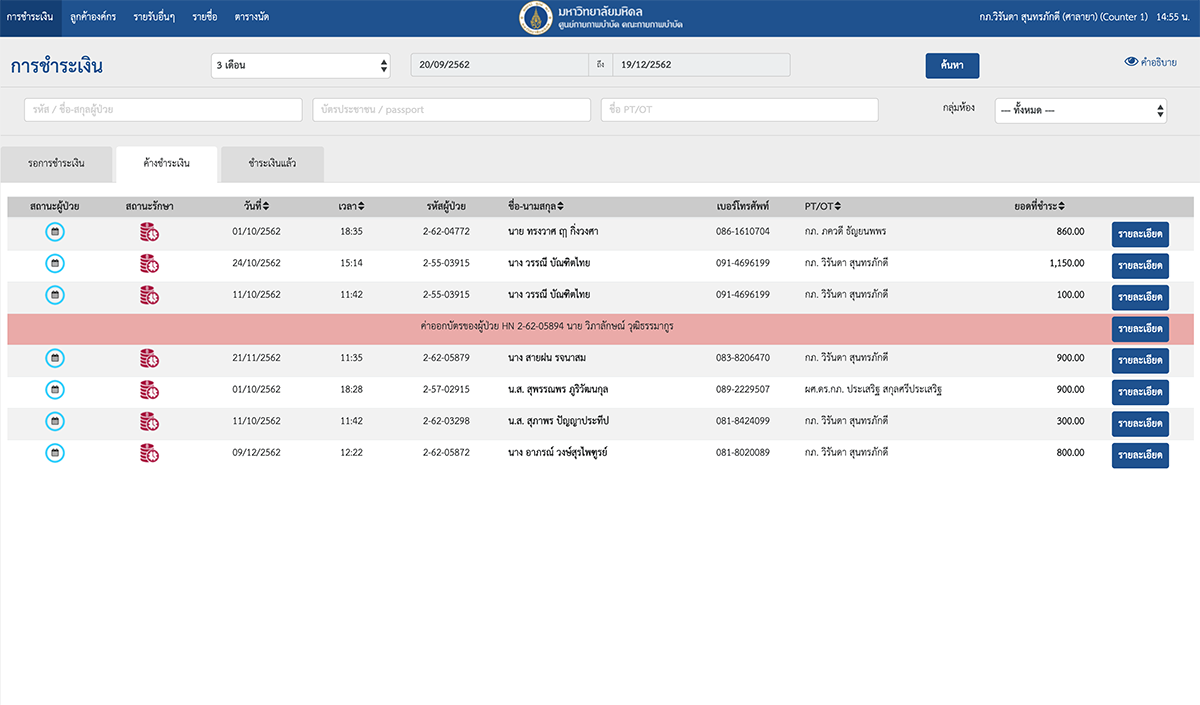 การชำระเงิน ลูกค้าองค์กร รายรับอื่นๆ รายชื่อ ตารางนัด มหาวิทยาลัยมหิดล กภ.วิรันดา สุนทรภักดี (ศาลายา) (Counter 1) 14:55 น.
ศูนย์กายภาพบำบัด คณะกายภาพบำบัด
การชำระเงิน 3 เดือน 20/09/2562 ถึง 19/12/2562 ค้นหา คำอธิบาย
รหัส / ชื่อ-สกุลผู้ป่วย บัตรประชาชน / passport ชื่อ PT/OT กลุ่มห้อง --- ทั้งหมด ---
รอการชำระเงิน ค้างชำระเงิน ชำระเงินแล้ว
สถานะผู้ป่วย สถานะรักษา วันที่ เวลา รหัสผู้ป่วย ชื่อ-นามสกุล เบอร์โทรศัพท์ PT/OT ยอดที่ชำระ
01/10/2562 18:35 2-62-04772 นาย ทรงวาศ ฤๅ กิ่งวงศา 086-1610704 กภ. ภควดี ธัญยนพพร 860.00 รายละเอียด
24/10/2562 15:14 2-55-03915 นาง วรรณี บัณฑิตไทย 091-4696199 กภ. วิรันดา สุนทรภักดี 1,150.00 รายละเอียด
11/10/2562 11:42 2-55-03915 นาง วรรณี บัณฑิตไทย 091-4696199 กภ. วิรันดา สุนทรภักดี 100.00 รายละเอียด
ค่าออกบัตรของผู้ป่วย HN 2-62-05894 นาย วิภาลักษณ์ วุฒิธรรมากูร รายละเอียด
21/11/2562 11:35 2-62-05879 นาง สายฝน รจนาสม 083-8206470 กภ. วิรันดา สุนทรภักดี 900.00 รายละเอียด
01/10/2562 18:28 2-57-02915 น.ส. สุพรรณพร ภูริวัฒนกุล 089-2229507 ผศ.ดร.กภ. ประเสริฐ สกุลศรีประเสริฐ 900.00 รายละเอียด
11/10/2562 11:42 2-62-03298 น.ส. สุภาพร ปัญญาประทีป 081-8424099 กภ. วิรันดา สุนทรภักดี 300.00 รายละเอียด
09/12/2562 12:22 2-62-05872 นาง อาภรณ์ วงษ์สุรไพฑูรย์ 081-8020089 กภ. วิรันดา สุนทรภักดี 800.00 รายละเอียด